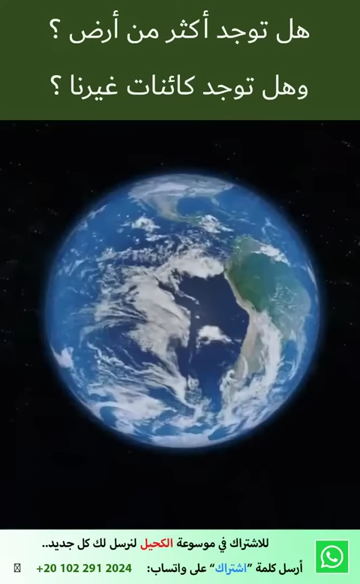 هل توجد أكثر من أرض ؟
وهل توجد كائنات غيرنا ؟
للاشتراك في موسوعة الكحيل لنرسل لك كل جديد..
أرسل كلمة "اشتراك" على واتساب: +20 102 291 2024